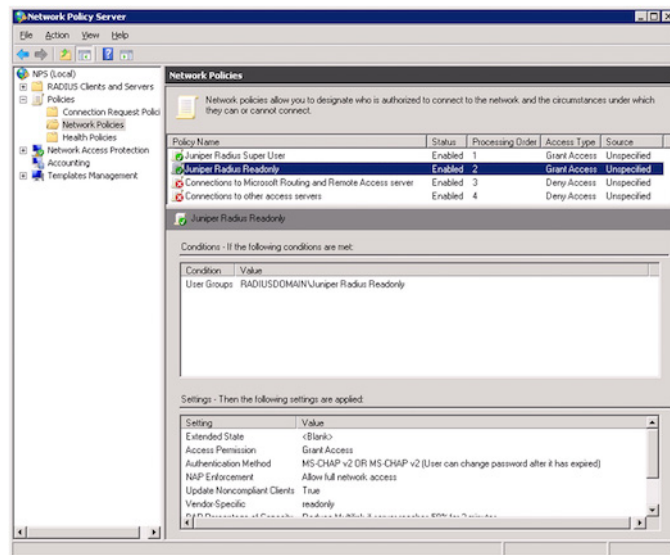 Network Policy Server
File Action View Help
NPS (Local)
RADIUS Clients and Servers
Policies
Connection Request Polici
Network Policies
Health Policies
Network Access Protection
Accounting
Templates Management
Network Policies
Network policies allow you to designate who is authorized to connect to the network and the circumstances under which
they can or cannot connect.
Policy Name Status Processing Order Access Type Source
Juniper Radius Super User Enabled 1 Grant Access Unspecified
Juniper Radius Readonly Enabled 2 Grant Access Unspecified
Connections to Microsoft Routing and Remote Access server Enabled 3 Deny Access Unspecified
Connections to other access servers Enabled 4 Deny Access Unspecified
Juniper Radius Readonly
Conditions - If the following conditions are met:
Condition Value
User Groups RADIUSDOMAIN\Juniper Radius Readonly
Settings - Then the following settings are applied:
Setting Value
Extended State <Blank>
Access Permission Grant Access
Authentication Method MS-CHAP v2 OR MS-CHAP v2 (User can change password after it has expired)
NAP Enforcement Allow full network access
Update Noncompliant Clients True
Vendor-Specific readonly